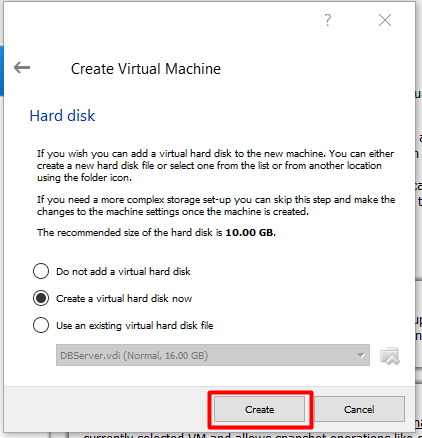 ?
Create Virtual Machine
Hard disk
If you wish you can add a virtual hard disk to the new machine. You can either
create a new hard disk file or select one from the list or from another location
using the folder icon.
If you need a more complex storage set-up you can skip this step and make the
changes to the machine settings once the machine is created.
The recommended size of the hard disk is 10.00 GB.
Do not add a virtual hard disk
Create a virtual hard disk now
Use an existing virtual hard disk file
DBServer.vdi (Normal, 16.00 GB)
Create
Cancel
currently selected VM and allows snapshot operations like